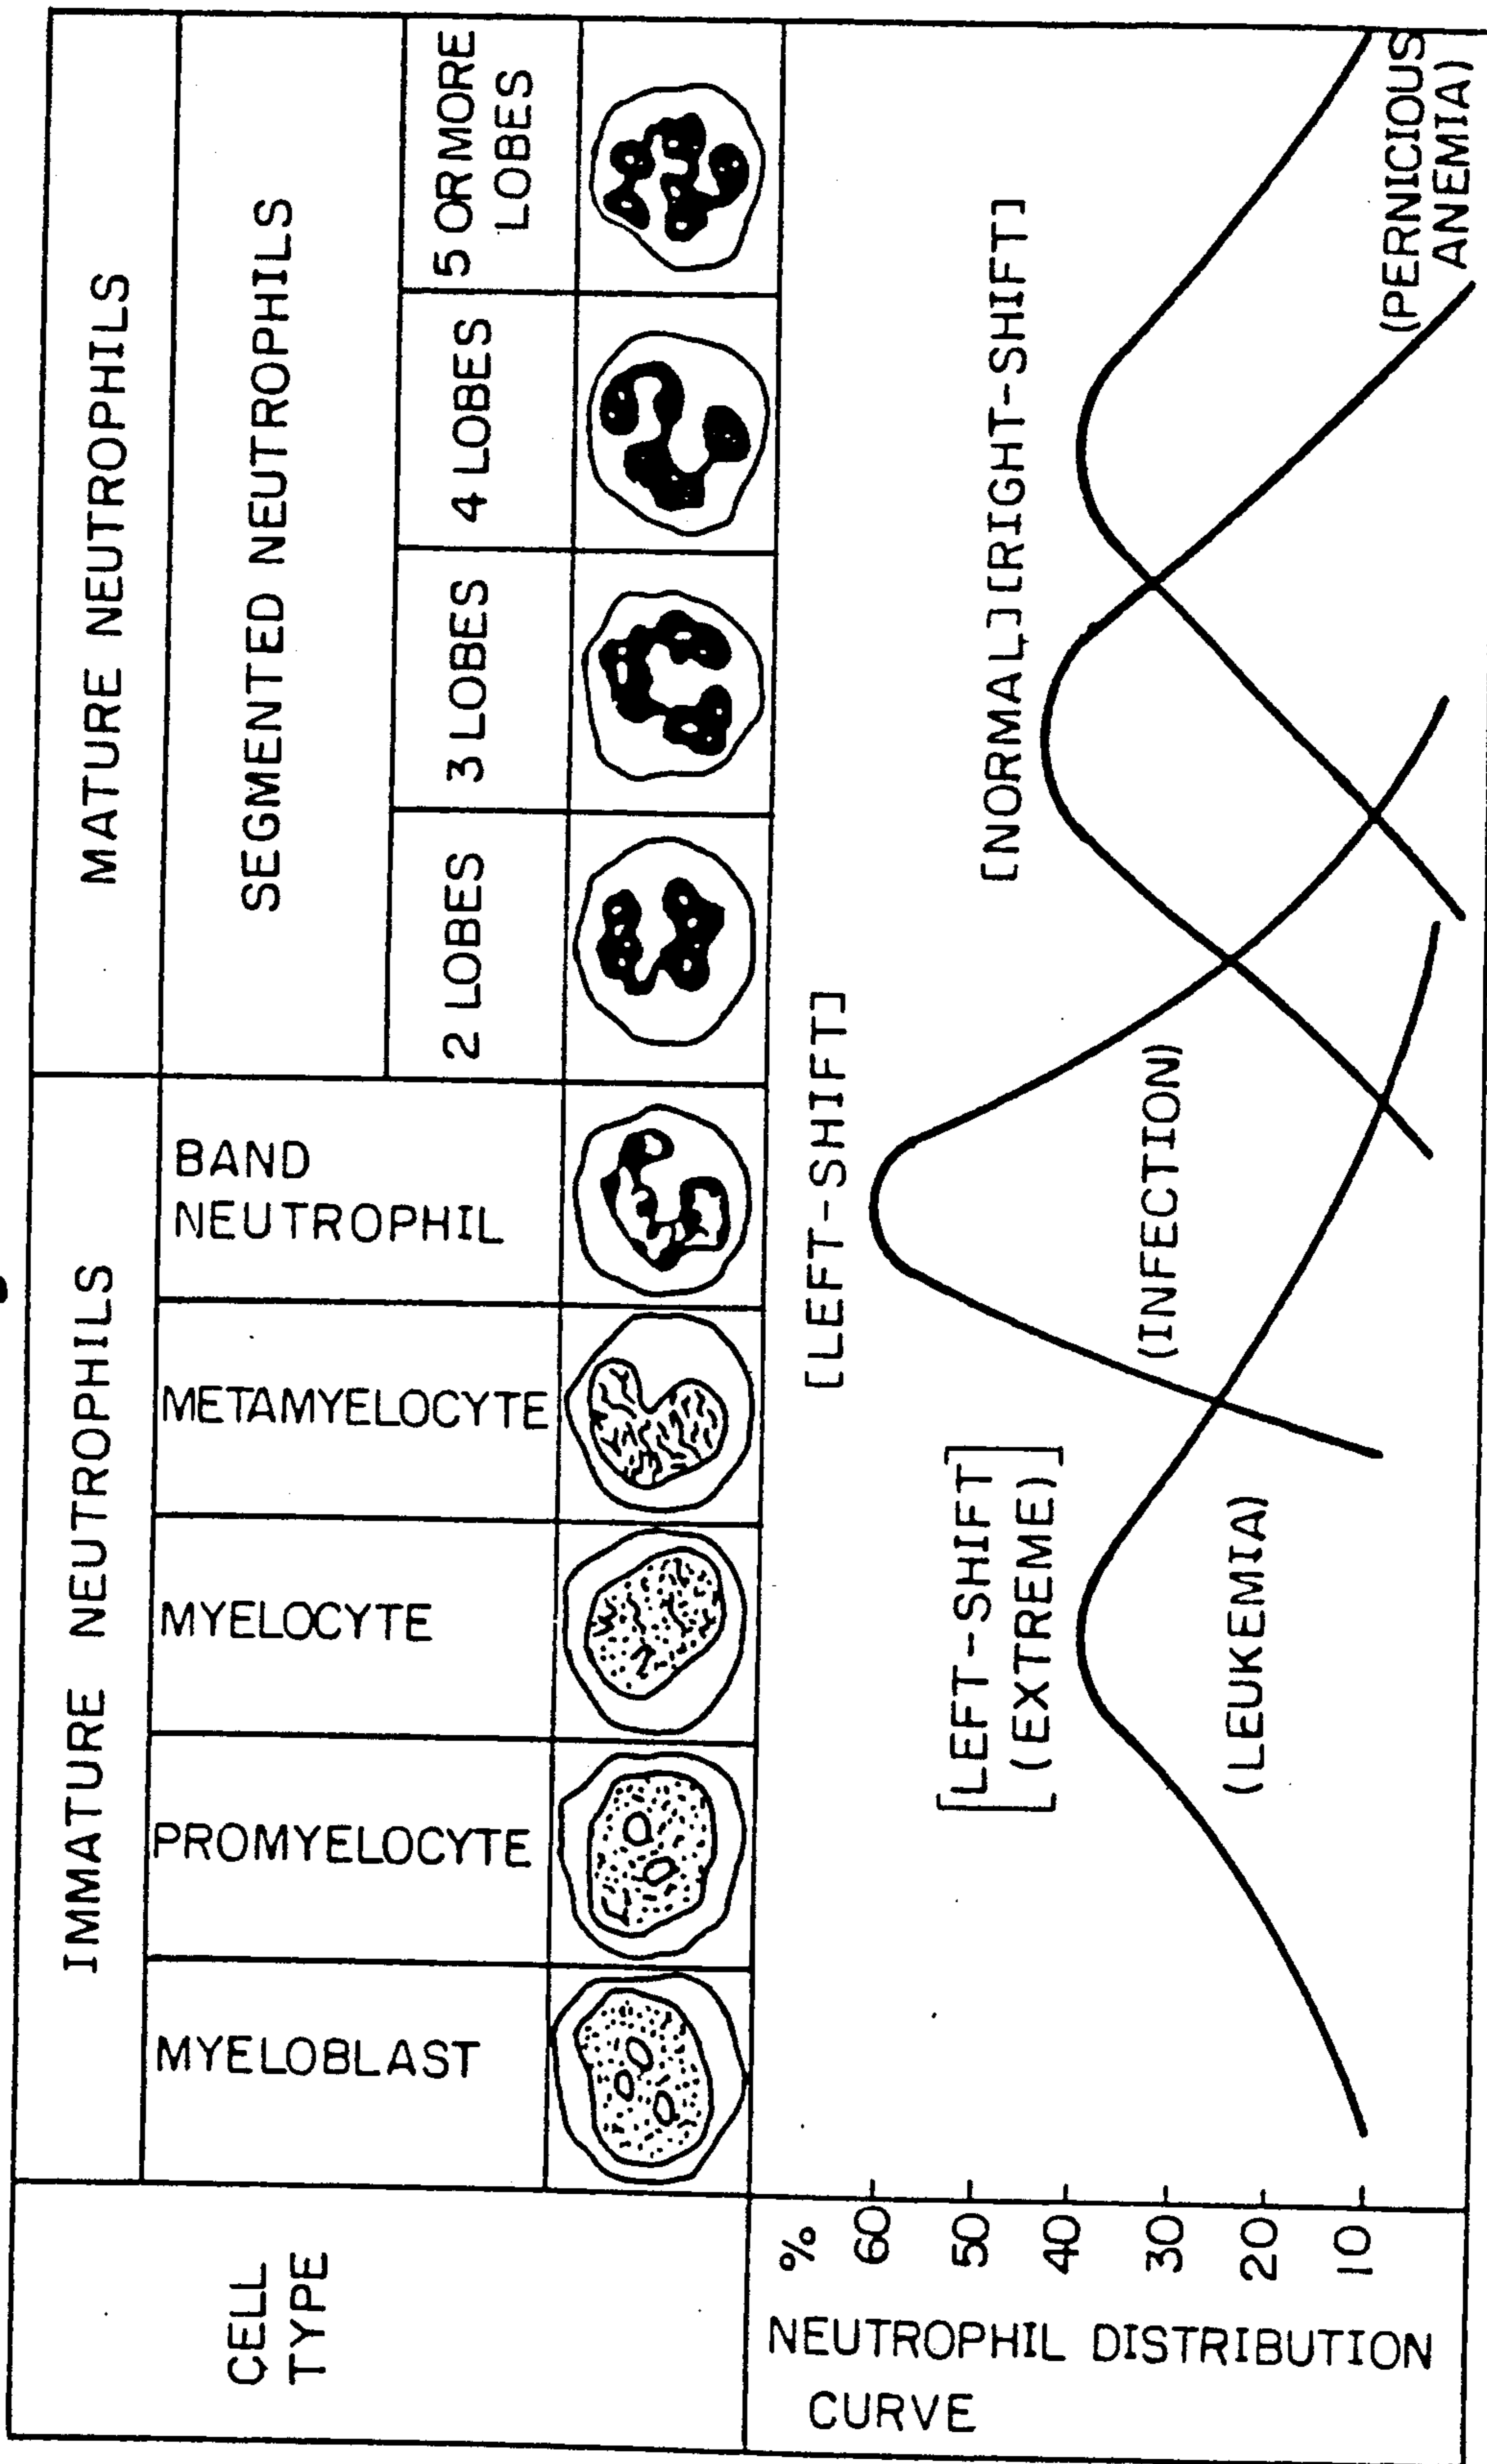 CELL
TYPE
IMMATURE NEUTROPHILS
MATURE NEUTROPHILS
MYELOBLAST
PROMYELOCYTE
MYELOCYTE
METAMYELOCYTE
BAND
NEUTROPHIL
SEGMENTED NEUTROPHILS
2 LOBES
3 LOBES
4 LOBES
5 OR MORE
LOBES
NEUTROPHIL DISTRIBUTION
CURVE
%
60
50
40
30
20
10
[LEFT-SHIFT]
[LEFT-SHIFT
(EXTREME)]
[NORMAL][RIGHT-SHIFT]
(INFECTION)
(LEUKEMIA)
(PERNICIOUS
ANEMIA)